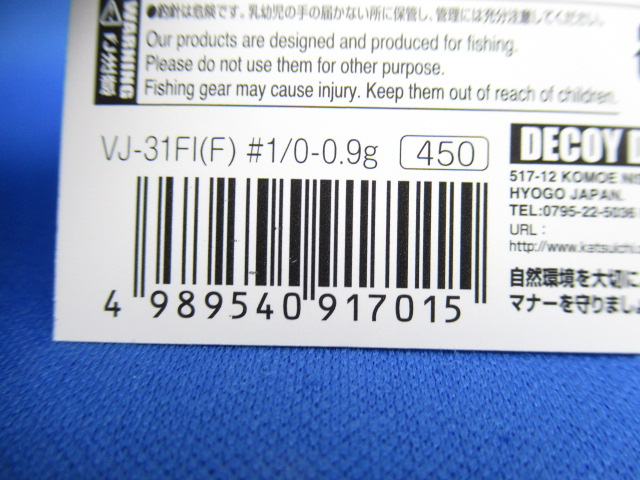 WARNING
●釣針は危険です。乳幼児の手の届かない所に保管し、管理には充分注意してくださ
Our products are designed and produced for fishing.
Please do not use them for other purpose.
Fishing gear may cause injury. Keep them out of reach of children.
VJ-31FI(F) #1/0-0.9g 450
DECOY
517-12 KOMOE
HYOGO JAPAN.
TEL:0795-22-5036
URL:
http://www.katsuich
自然環境を大切に、
マナーを守りましょ
4 989540 917015